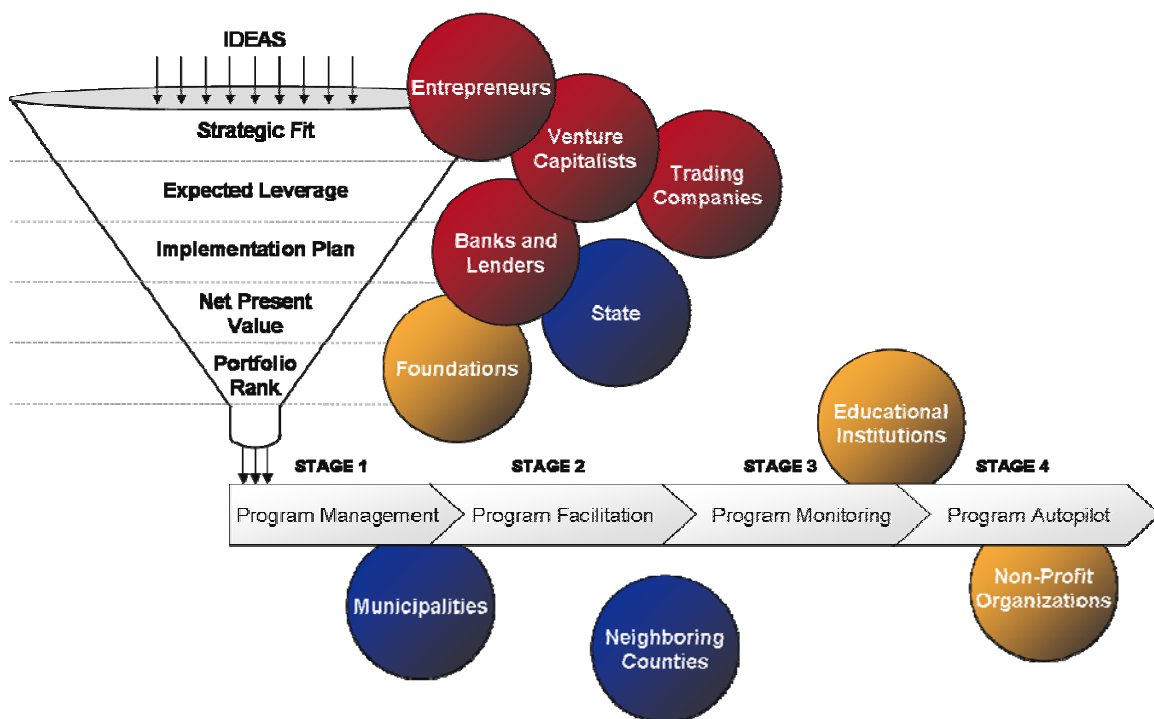 IDEAS
Strategic Fit
Expected Leverage
Implementation Plan
Net Present
Value
Portfolio
Rank
Entrepreneurs
Venture
Capitalists
Trading
Companies
Banks and
Lenders
State
Foundations
Educational
Institutions
STAGE 1
STAGE 2
STAGE 3
STAGE 4
Program Management
Program Facilitation
Program Monitoring
Program Autopilot
Municipalities
Neighboring
Counties
Non-Profit
Organizations